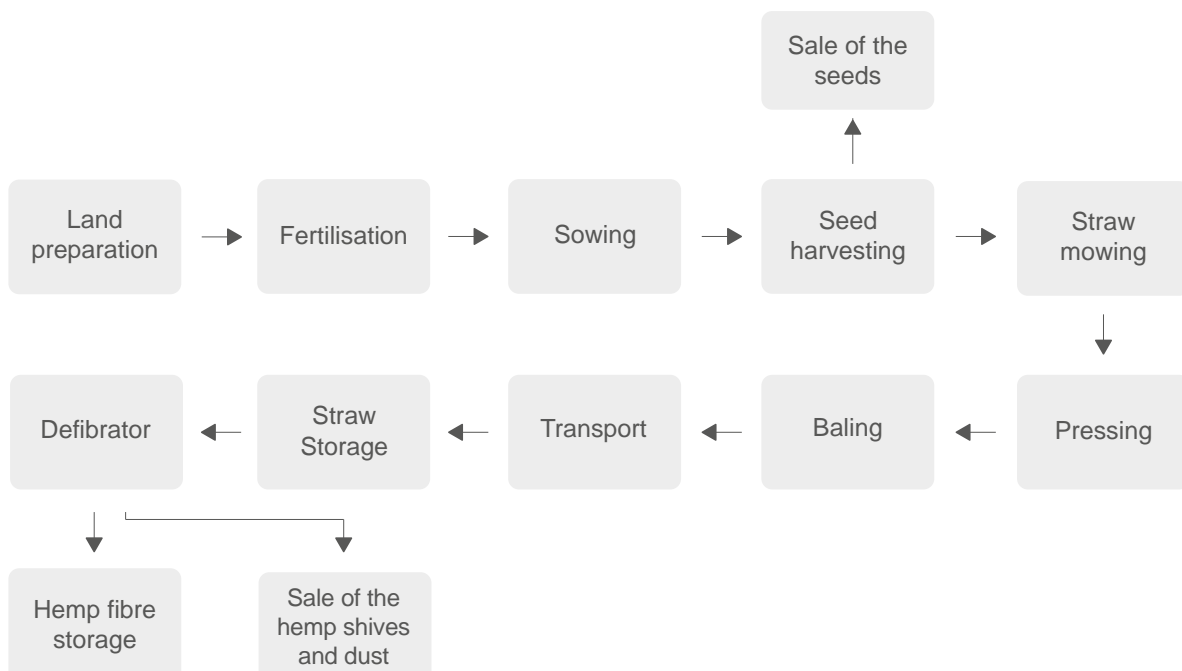 Sale of the
seeds
Land
preparation
Fertilisation
Sowing
Seed
harvesting
Straw
mowing
Defibrator
Straw
Storage
Transport
Baling
Pressing
Hemp fibre
storage
Sale of the
hemp shives
and dust